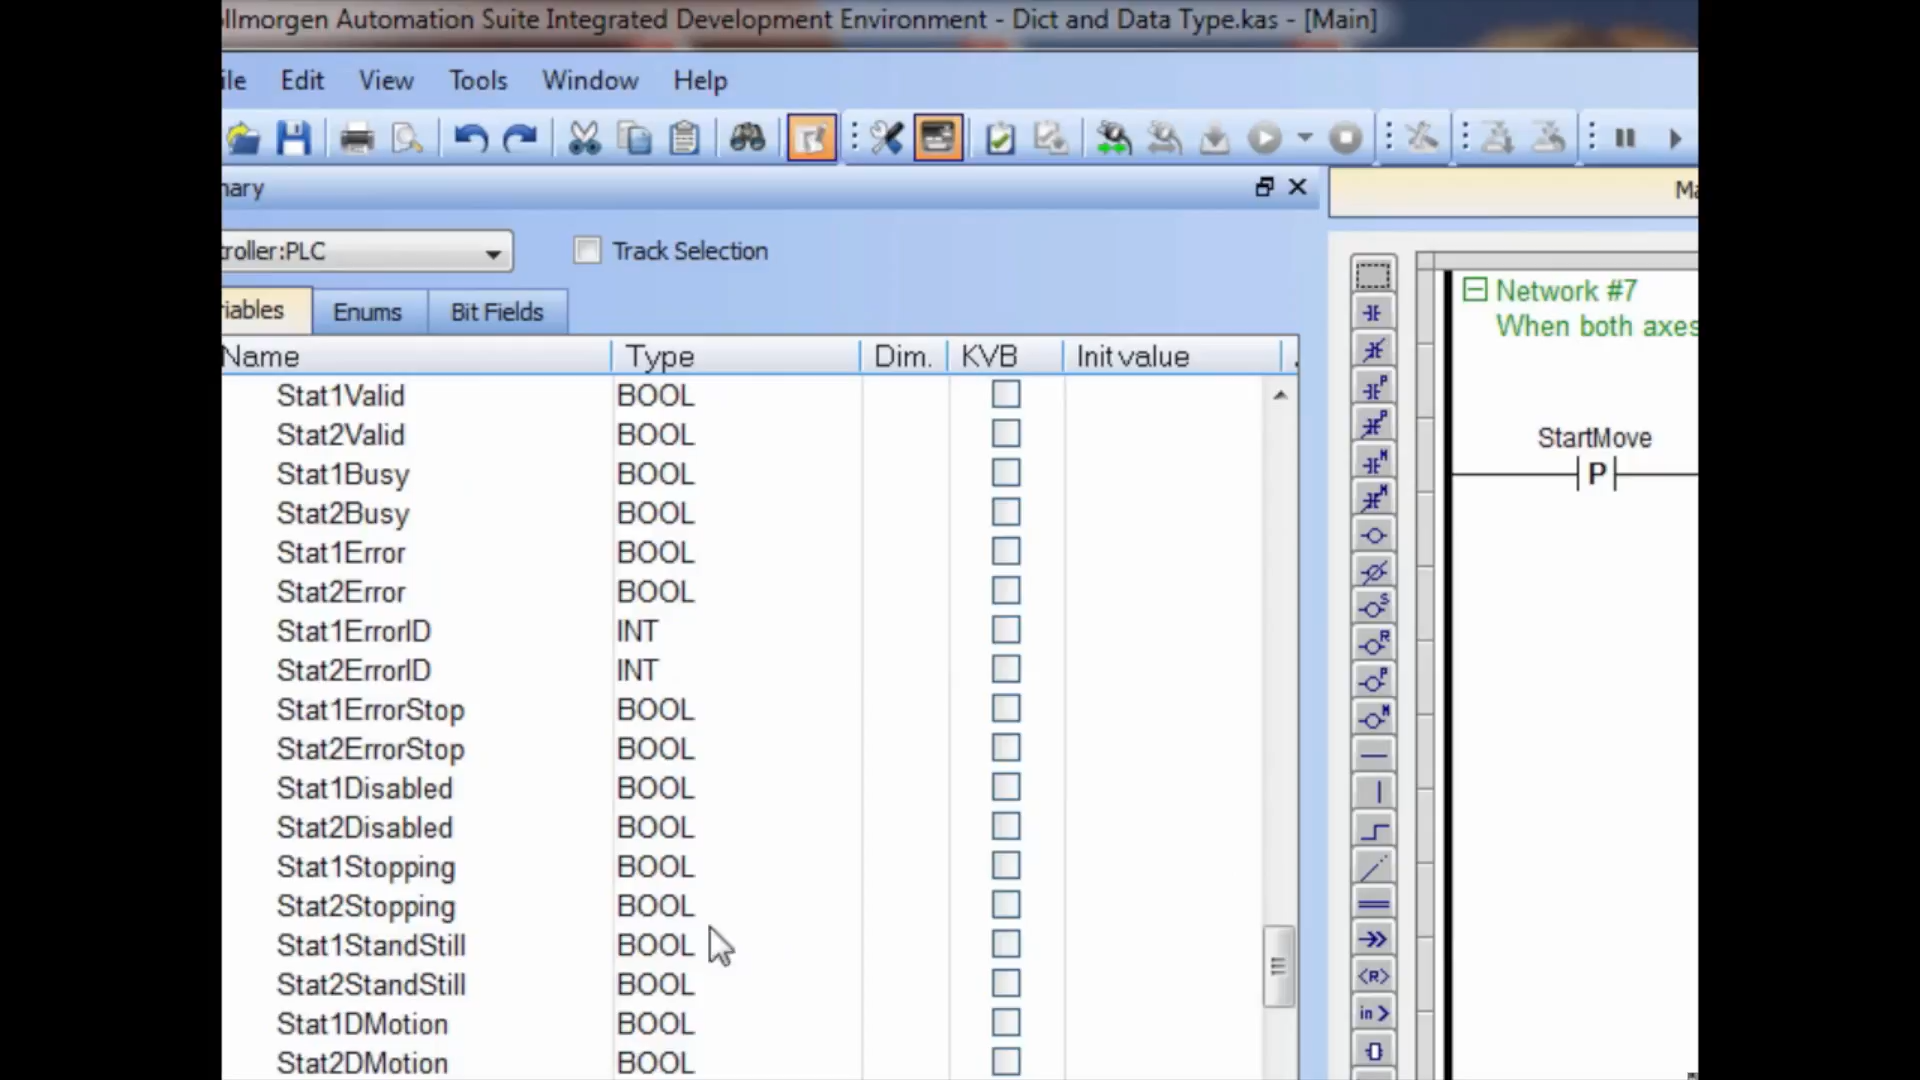 ollmorgen Automation Suite Integrated Development Environment - Dict and Data Type.kas - [Main]
ile Edit View Tools Window Help
nary
Ma
troller:PLC Track Selection
iables Enums Bit Fields
Name Type Dim. KVB Init value
Stat1Valid BOOL
Stat2Valid BOOL
Stat1Busy BOOL
Stat2Busy BOOL
Stat1Error BOOL
Stat2Error BOOL
Stat1ErrorID INT
Stat2ErrorID INT
Stat1ErrorStop BOOL
Stat2ErrorStop BOOL
Stat1Disabled BOOL
Stat2Disabled BOOL
Stat1Stopping BOOL
Stat2Stopping BOOL
Stat1StandStill BOOL
Stat2StandStill BOOL
Stat1DMotion BOOL
Stat2DMotion BOOL
P
P
M
M
S
R
P
M
<R>
in >
Network #7
When both axes
StartMove
P